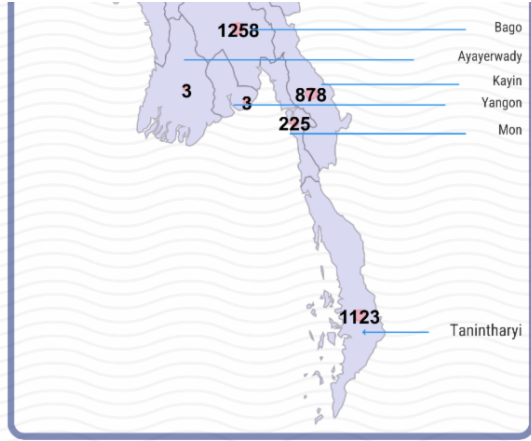 Bago
1258
Ayayerwady
Kayin
3
878
3
Yangon
225
Mon
1123
Tanintharyi